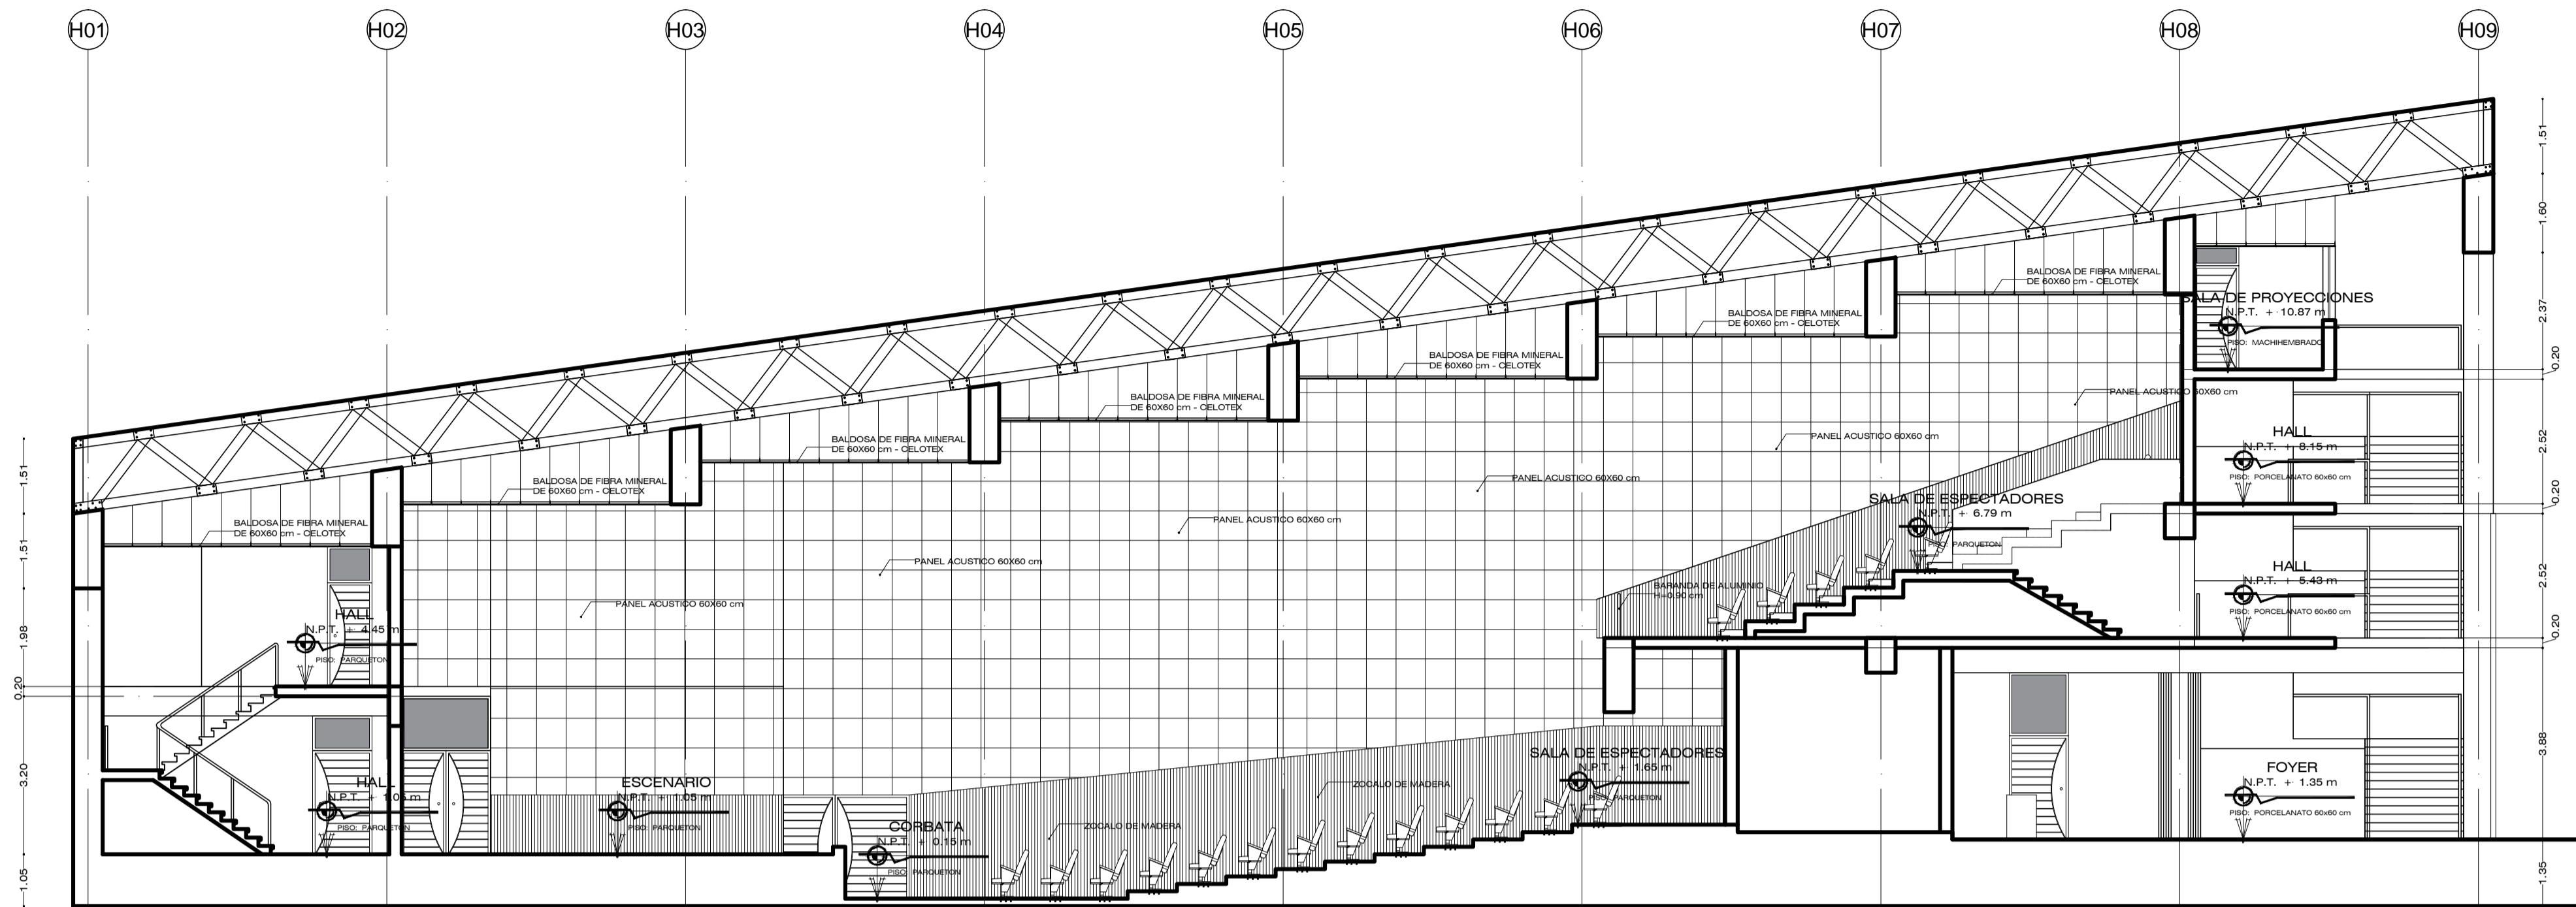 H01
H02
H03
H04
H05
H06
H07
H08
H09
1.51
1.60
2.37
0.20
2.52
0.20
2.52
0.20
3.88
1.35
1.51
1.51
1.98
0.20
3.20
1.05
BALDOSA DE FIBRA MINERAL
DE 60X60 cm - CELOTEX
BALDOSA DE FIBRA MINERAL
DE 60X60 cm - CELOTEX
BALDOSA DE FIBRA MINERAL
DE 60X60 cm - CELOTEX
BALDOSA DE FIBRA MINERAL
DE 60X60 cm - CELOTEX
BALDOSA DE FIBRA MINERAL
DE 60X60 cm - CELOTEX
BALDOSA DE FIBRA MINERAL
DE 60X60 cm - CELOTEX
BALDOSA DE FIBRA MINERAL
DE 60X60 cm - CELOTEX
PANEL ACUSTICO 60X60 cm
PANEL ACUSTICO 60X60 cm
PANEL ACUSTICO 60X60 cm
PANEL ACUSTICO 60X60 cm
PANEL ACUSTICO 60X60 cm
PANEL ACUSTICO 60X60 cm
SALA DE PROYECCIONES
N.P.T. + 10.87 m
PISO: MACHIHEMBRADO
HALL
N.P.T. + 8.15 m
PISO: PORCELANATO 60x60 cm
SALA DE ESPECTADORES
N.P.T. + 6.79 m
PISO: PARQUETON
BARANDA DE ALUMINIO
H=0.90 cm
HALL
N.P.T. + 5.43 m
PISO: PORCELANATO 60x60 cm
HALL
N.P.T. + 4.45 m
PISO: PARQUETON
HALL
N.P.T. + 1.05 m
PISO: PARQUETON
ESCENARIO
N.P.T. + 1.05 m
PISO: PARQUETON
CORBATA
N.P.T. + 0.15 m
PISO: PARQUETON
ZOCALO DE MADERA
ZOCALO DE MADERA
SALA DE ESPECTADORES
N.P.T. + 1.65 m
PISO: PARQUETON
FOYER
N.P.T. + 1.35 m
PISO: PORCELANATO 60x60 cm